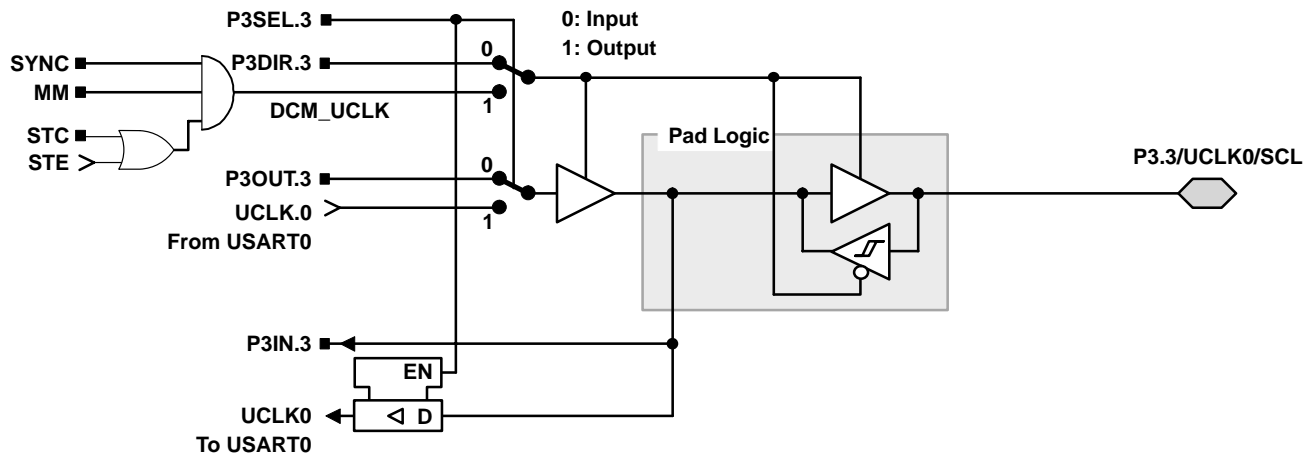 P3SEL.3
0: Input
1: Output
SYNC
P3DIR.3
0
MM
1
DCM_UCLK
STC
STE
Pad Logic
P3.3/UCLK0/SCL
P3OUT.3
0
UCLK.0
1
From USART0
P3IN.3
EN
UCLK0
D
To USART0